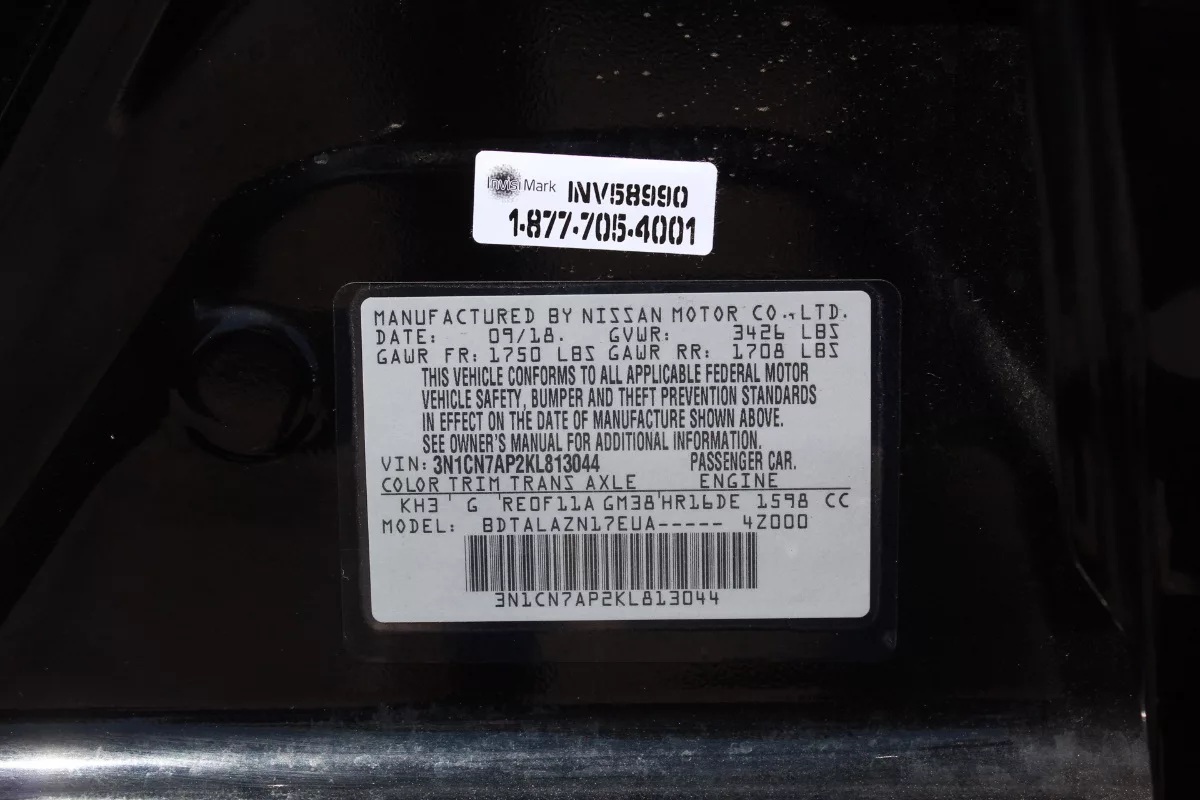 InvisiMark INV58990
1-877-705-4001
MANUFACTURED BY NISSAN MOTOR CO., LTD.
DATE: 09/18. GVWR: 3426 LBS
GAWR FR: 1750 LBS GAWR RR: 1708 LBS
THIS VEHICLE CONFORMS TO ALL APPLICABLE FEDERAL MOTOR
VEHICLE SAFETY, BUMPER AND THEFT PREVENTION STANDARDS
IN EFFECT ON THE DATE OF MANUFACTURE SHOWN ABOVE.
SEE OWNER'S MANUAL FOR ADDITIONAL INFORMATION.
VIN: 3N1CN7AP2KL813044 PASSENGER CAR.
COLOR TRIM TRANS AXLE ENGINE
KH3 ' G 'RE0F11A GM38'HR16DE 1598 CC
MODEL: BDTALAZN17EUA----- 4Z000
3N1CN7AP2KL813044